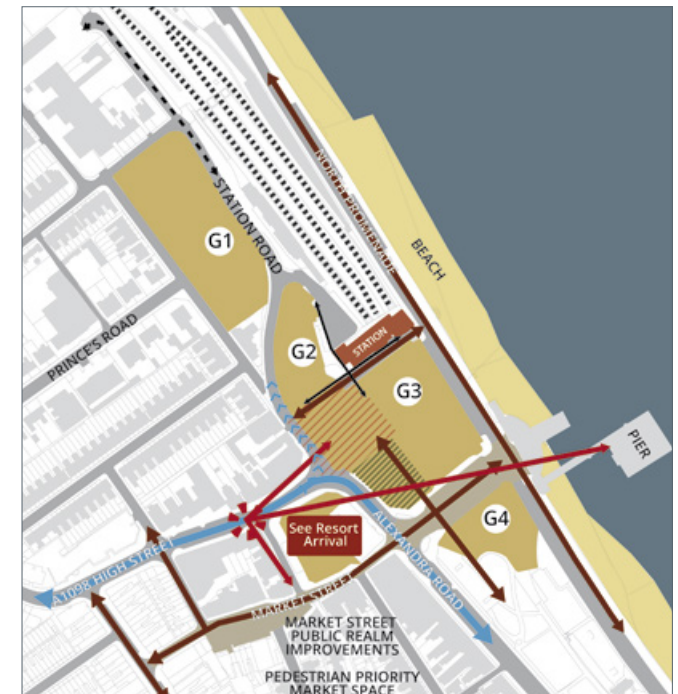 NORTH PROMENADE
STATION ROAD
G1
BEACH
PRINCE'S ROAD
STATION
G2
G3
PIER
G4
See Resort
Arrival
ALEXANDRA ROAD
A1098 HIGH STREET
MARKET STREET
MARKET STREET
PUBLIC REALM
IMPROVEMENTS
PEDESTRIAN PRIORITY
MARKET SPACE